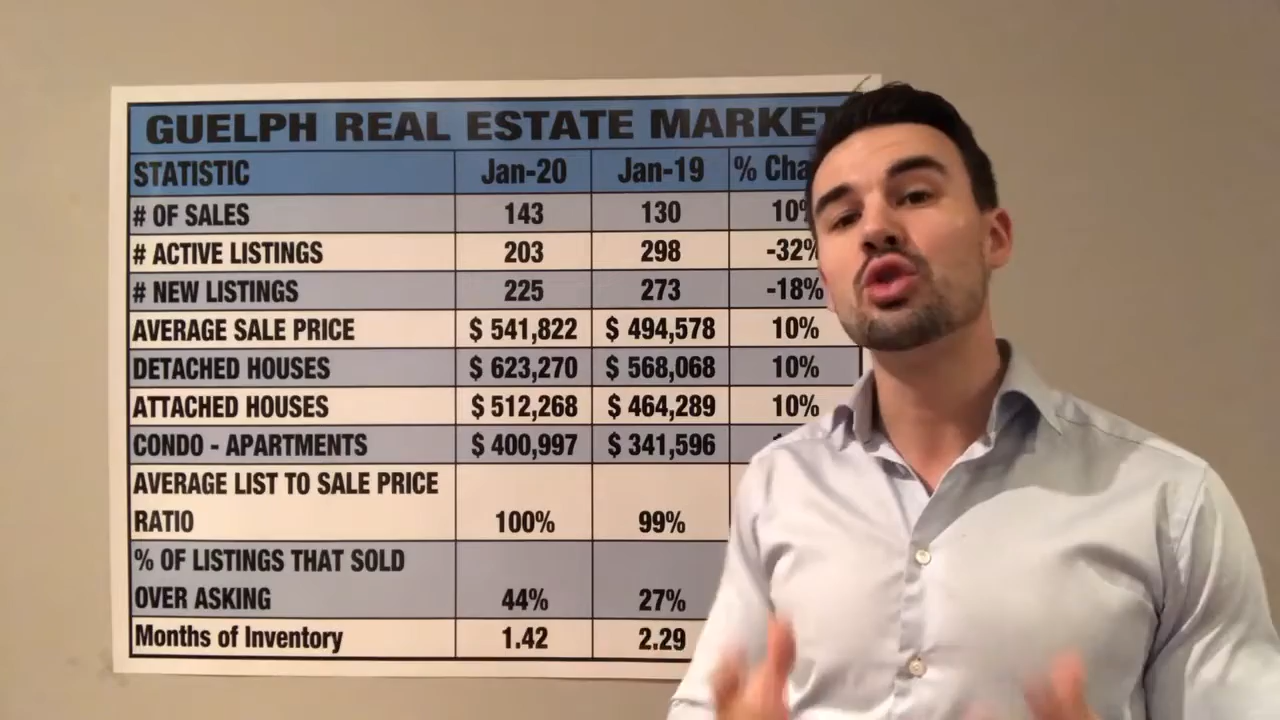 GUELPH REAL ESTATE MARKET
STATISTIC Jan-20 Jan-19 %
# OF SALES 143 130 10%
# ACTIVE LISTINGS 203 298 -32%
# NEW LISTINGS 225 273 -18%
AVERAGE SALE PRICE $ 541,822 $ 494,578 10%
DETACHED HOUSES $ 623,270 $ 568,068 10%
ATTACHED HOUSES $ 512,268 $ 464,289 10%
CONDO - APARTMENTS $ 400,997 $ 341,596
AVERAGE LIST TO SALE PRICE
RATIO 100% 99%
% OF LISTINGS THAT SOLD
OVER ASKING 44% 27%
Months of Inventory 1.42 2.29